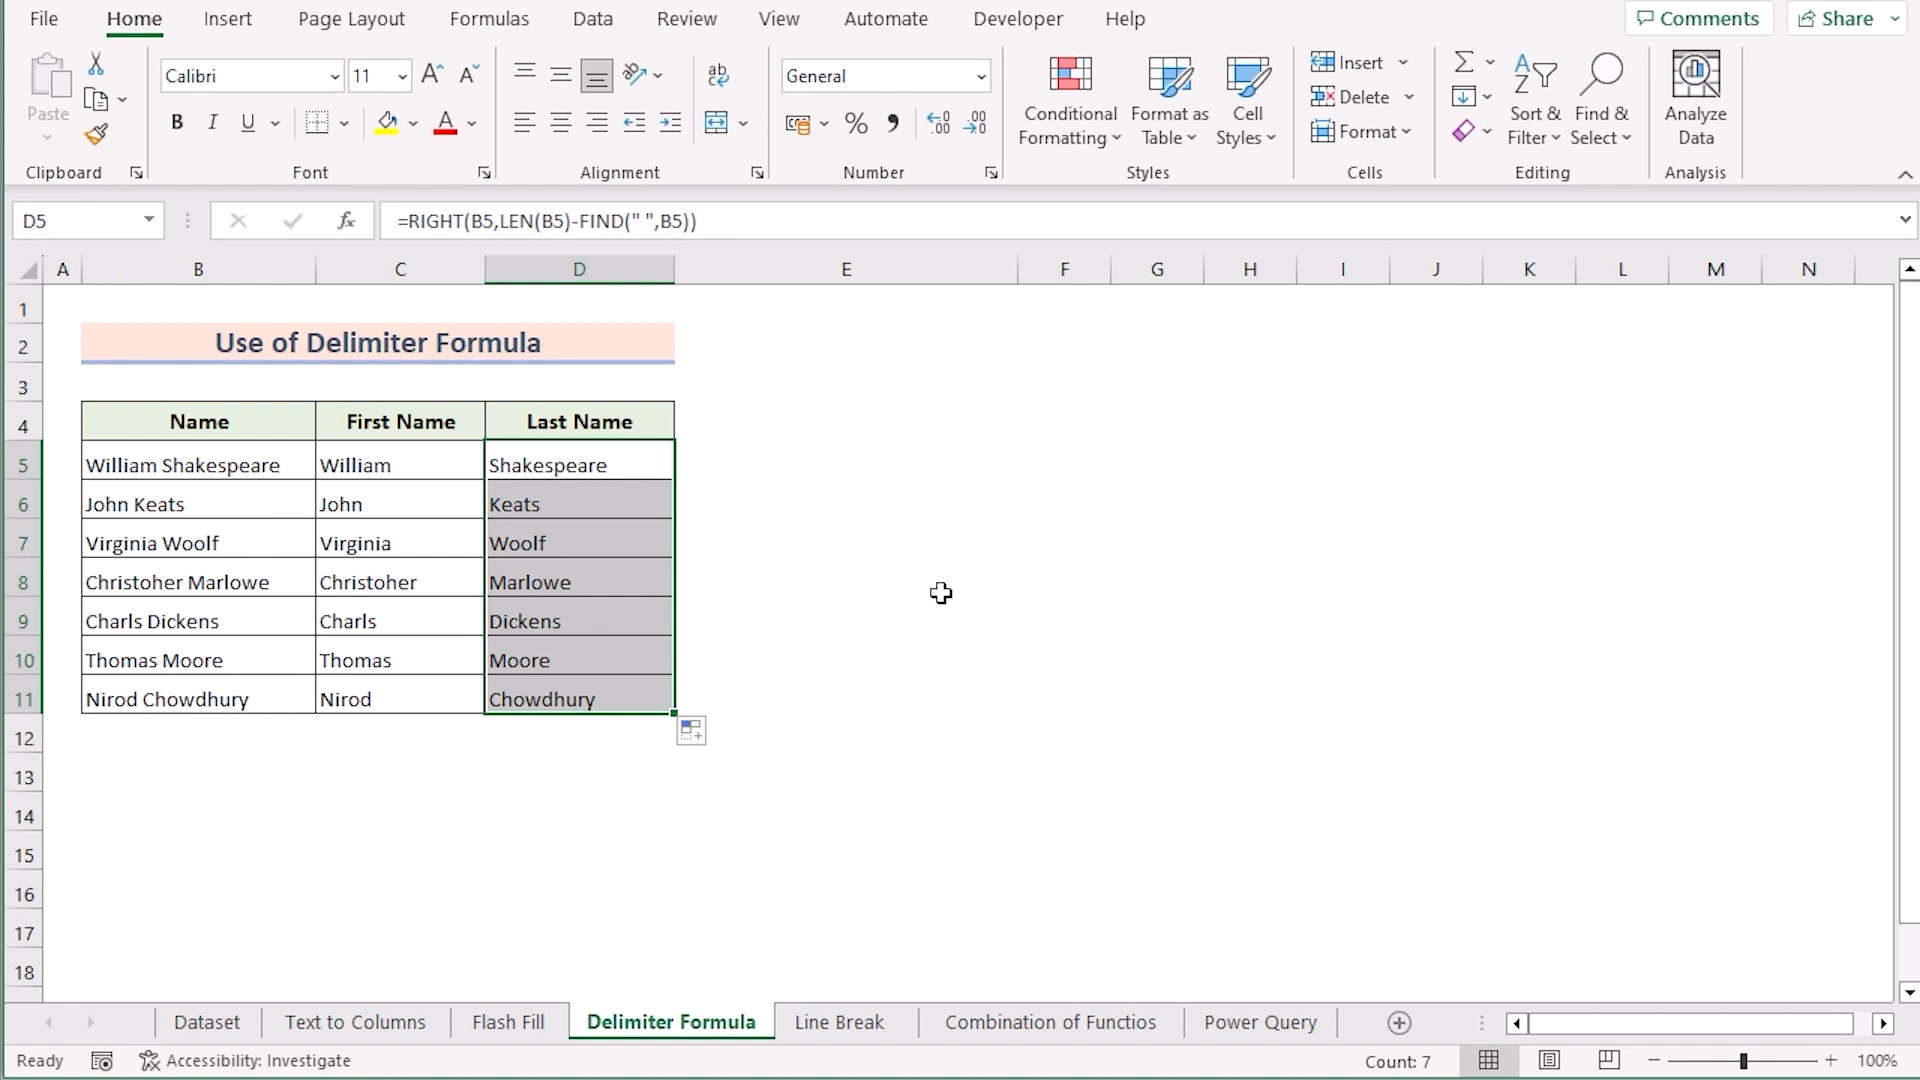 File Home Insert Page Layout Formulas Data Review View Automate Developer Help Comments Share
Calibri 11 General Insert
Paste Conditional Format as Cell Delete Sort & Find & Analyze
Formatting Table Styles Format Filter Select Data
Clipboard Font Alignment Number Styles Cells Editing Analysis
D5 fx =RIGHT(B5,LEN(B5)-FIND(" ",B5))
A B C D E F G H I J K L M N
1
2 Use of Delimiter Formula
3
4 Name First Name Last Name
5 William Shakespeare William Shakespeare
6 John Keats John Keats
7 Virginia Woolf Virginia Woolf
8 Christoher Marlowe Christoher Marlowe
9 Charls Dickens Charls Dickens
10 Thomas Moore Thomas Moore
11 Nirod Chowdhury Nirod Chowdhury
12
13
14
15
16
17
18
Dataset Text to Columns Flash Fill Delimiter Formula Line Break Combination of Functios Power Query
Ready Accessibility: Investigate Count: 7 100%